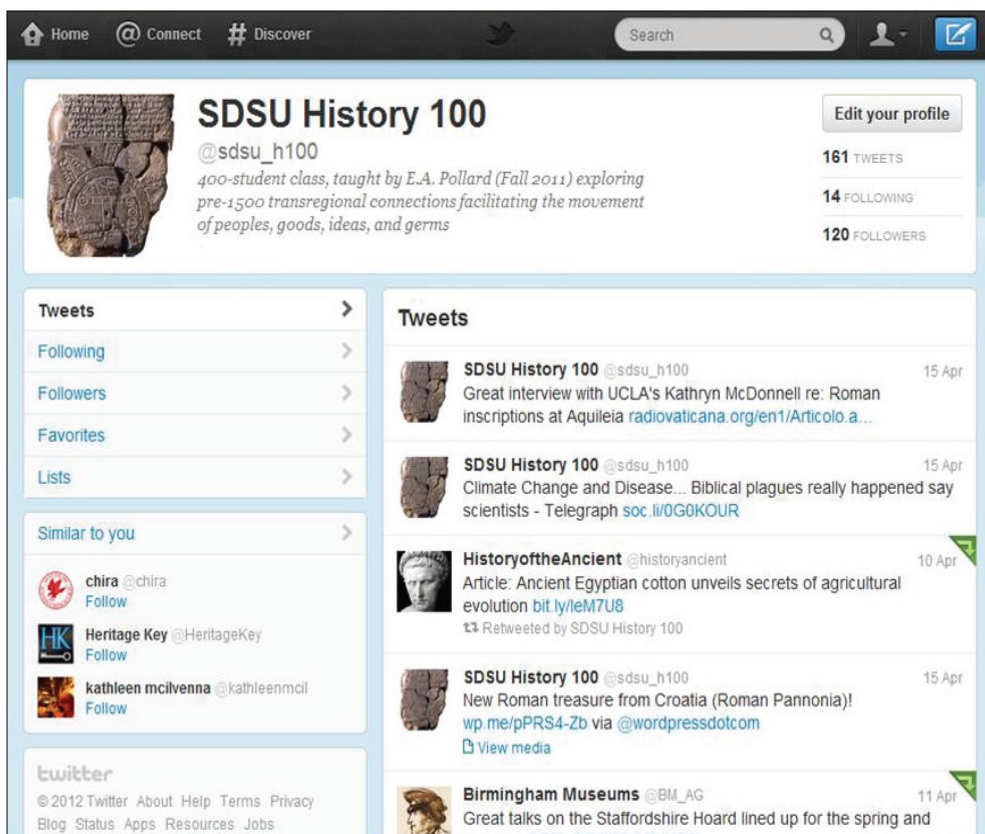 Home @ Connect # Discover Search
SDSU History 100
@sdsu_h100
400-student class, taught by E.A. Pollard (Fall 2011) exploring
pre-1500 transregional connections facilitating the movement
of peoples, goods, ideas, and germs
Edit your profile
161 TWEETS
14 FOLLOWING
120 FOLLOWERS
Tweets
Following
Followers
Favorites
Lists
Similar to you
chira @chira
Follow
HK
Heritage Key @HeritageKey
Follow
kathleen mcilvenna @kathleenmcil
Follow
twitter
© 2012 Twitter About Help Terms Privacy
Blog Status Apps Resources Jobs
Tweets
SDSU History 100 @sdsu_h100 15 Apr
Great interview with UCLA's Kathryn McDonnell re: Roman
inscriptions at Aquileia radiovaticana.org/en1/Articolo.a...
SDSU History 100 @sdsu_h100 15 Apr
Climate Change and Disease... Biblical plagues really happened say
scientists - Telegraph soc.li/0G0KOUR
HistoryoftheAncient @historyancient 10 Apr
Article: Ancient Egyptian cotton unveils secrets of agricultural
evolution bit.ly/IeM7U8
Retweeted by SDSU History 100
SDSU History 100 @sdsu_h100 15 Apr
New Roman treasure from Croatia (Roman Pannonia)!
wp.me/pPRS4-Zb via @wordpressdotcom
View media
Birmingham Museums @BM_AG 11 Apr
Great talks on the Staffordshire Hoard lined up for the spring and